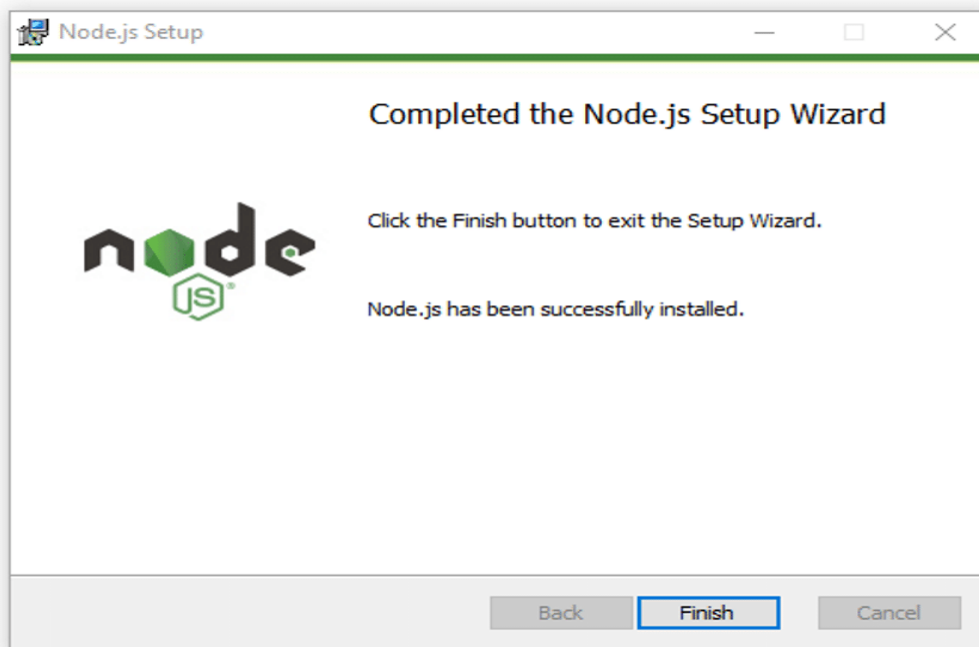 Node.js Setup
Completed the Node.js Setup Wizard
Click the Finish button to exit the Setup Wizard.
node
JS®
Node.js has been successfully installed.
Back Finish Cancel